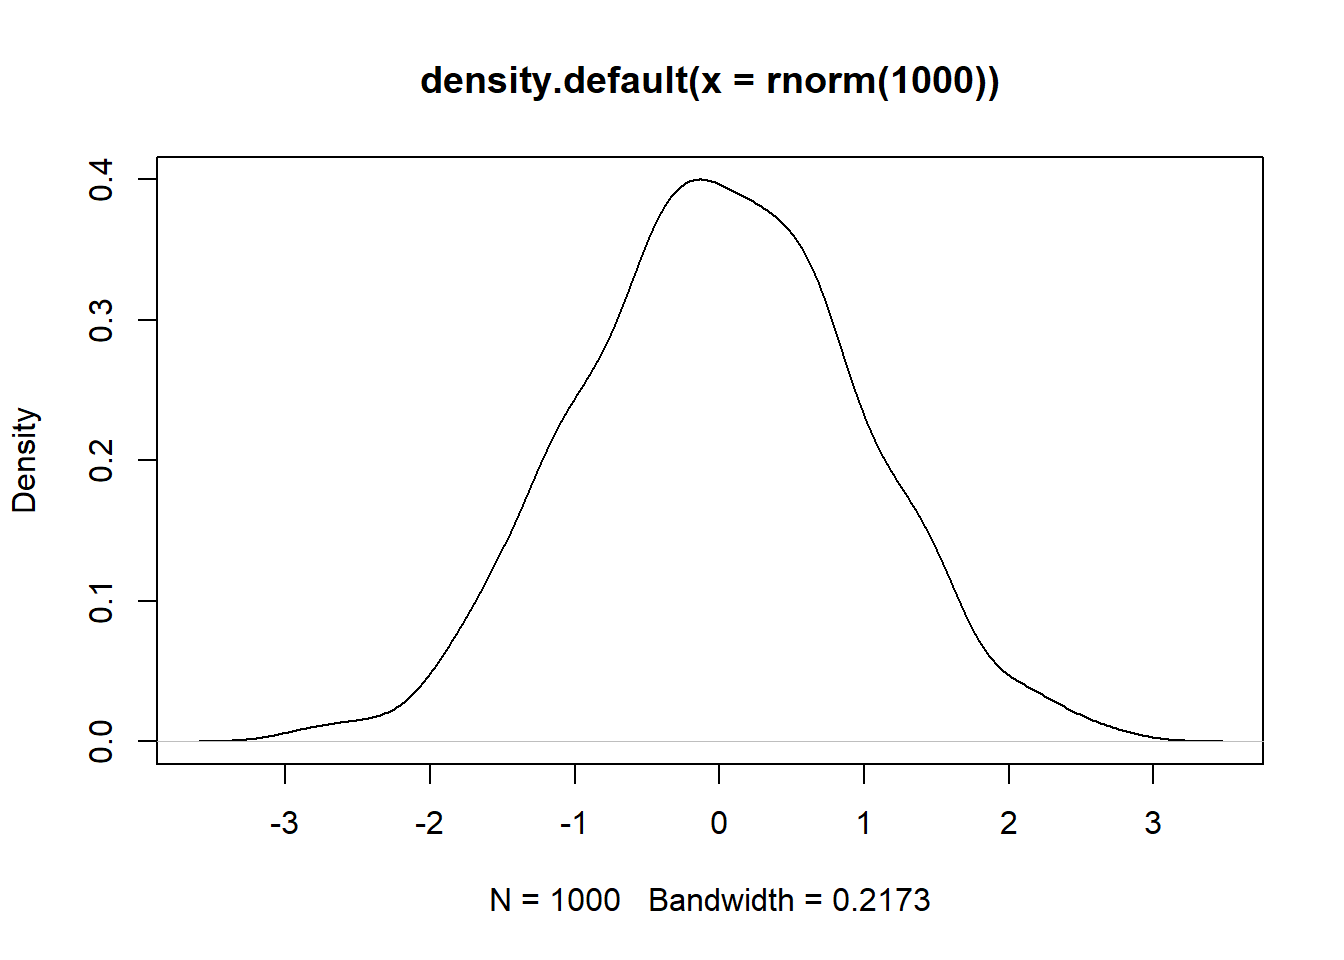 density.default(x = rnorm(1000))
Density
0.4
0.3
0.2
0.1
0.0
-3 -2 -1 0 1 2 3
N = 1000   Bandwidth = 0.2173